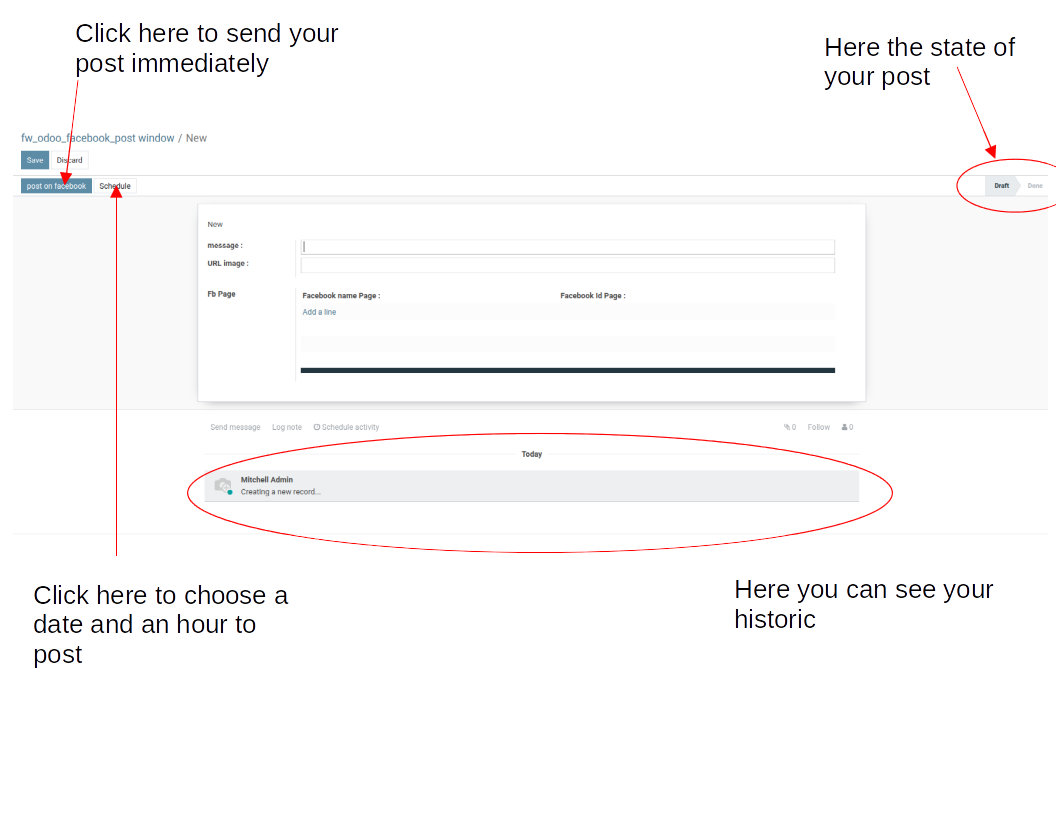 Click here to send your
post immediately
Here the state of
your post
fw_odoo_facebook_post window / New
Save Discard
post on facebook Schedule
Draft Done
New
message :
URL image :
Fb Page
Facebook name Page : Facebook Id Page :
Add a line
Send message Log note Schedule activity 0 Follow 0
Today
Mitchell Admin
Creating a new record...
Click here to choose a
date and an hour to
post
Here you can see your
historic